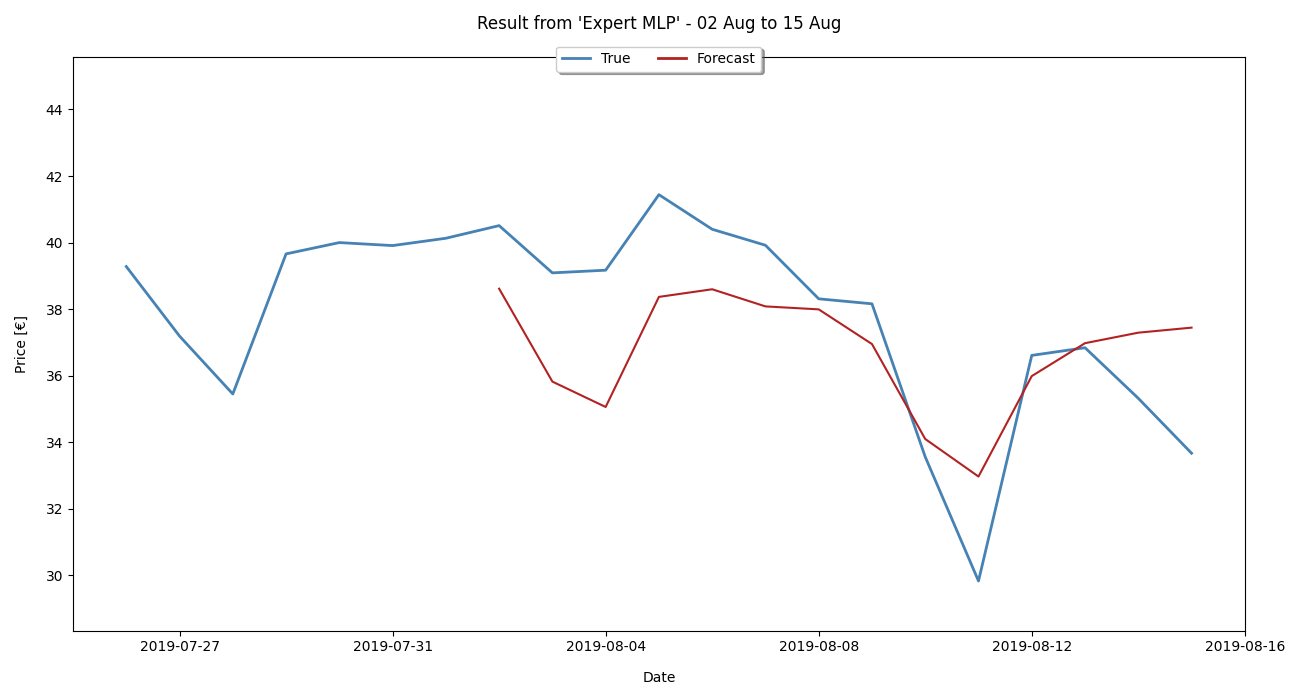 Result from 'Expert MLP' - 02 Aug to 15 Aug
True Forecast
44
42
40
38
36
34
32
30
Price [€]
2019-07-27 2019-07-31 2019-08-04 2019-08-08 2019-08-12 2019-08-16
Date